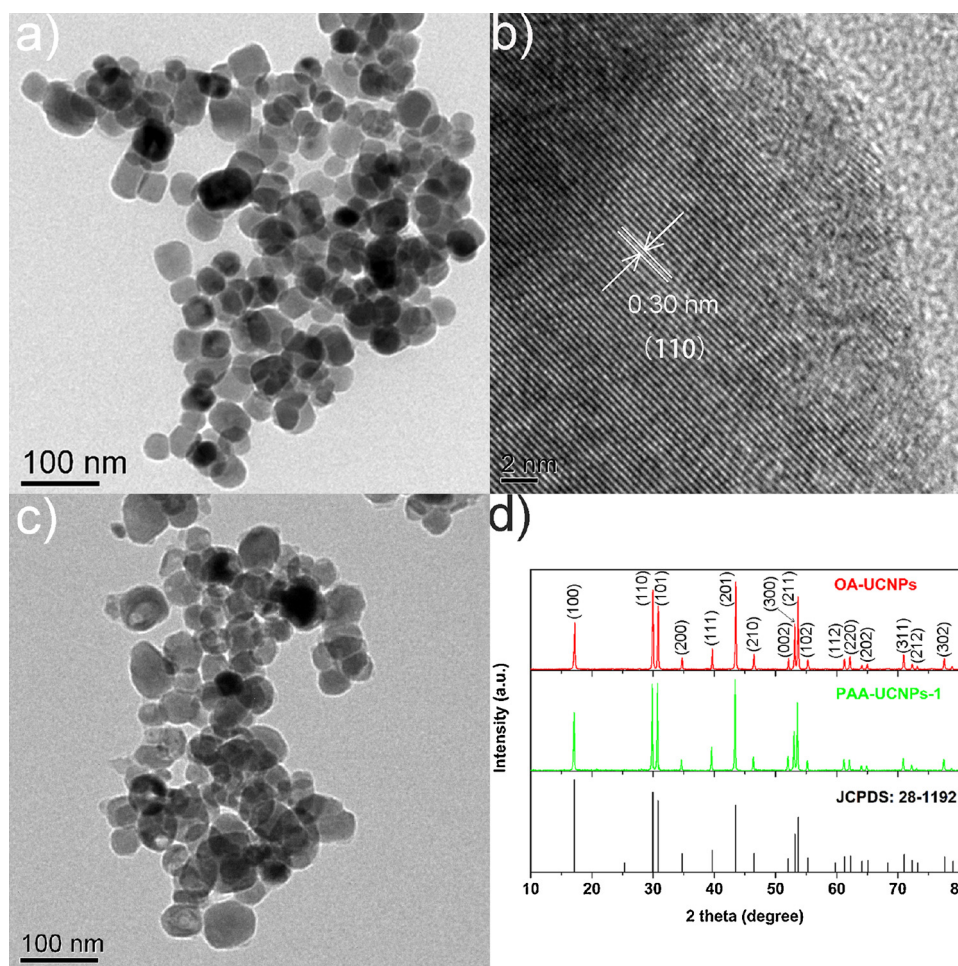 a)
100 nm
b)
0.30 nm
(110)
2 nm
c)
100 nm
d)
Intensity (a.u.)
OA-UCNPs
(100)
(110)
(101)
(200)
(111)
(201)
(210)
(002)
(300)
(211)
(102)
(112)
(220)
(202)
(311)
(212)
(302)
PAA-UCNPs-1
JCPDS: 28-1192
10 20 30 40 50 60 70 80
2 theta (degree)